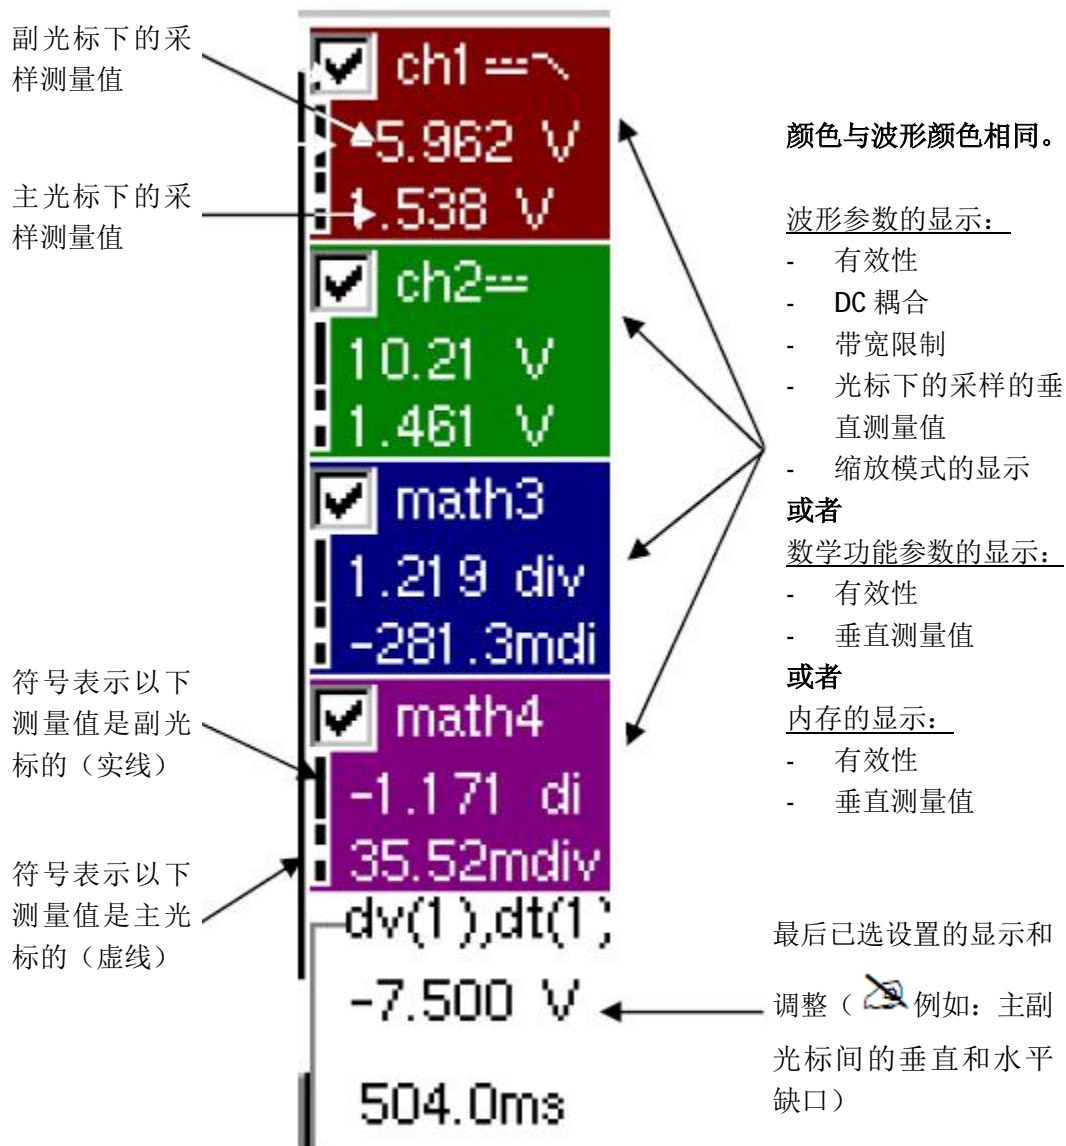 副光标下的采
样测量值
主光标下的采
样测量值
符号表示以下
测量值是副光
标的（实线）
符号表示以下
测量值是主光
标的（虚线）
ch1
-5.962 V
1.538 V
ch2
10.21 V
1.461 V
math3
1.219 div
-281.3mdi
math4
-1.171 di
35.52mdiv
dv(1),dt(1)
-7.500 V
504.0ms
颜色与波形颜色相同。
波形参数的显示：
- 有效性
- DC 耦合
- 带宽限制
- 光标下的采样的垂
直测量值
- 缩放模式的显示
或者
数学功能参数的显示：
- 有效性
- 垂直测量值
或者
内存的显示：
- 有效性
- 垂直测量值
最后已选设置的显示和
调整（ 例如：主副
光标间的垂直和水平
缺口）